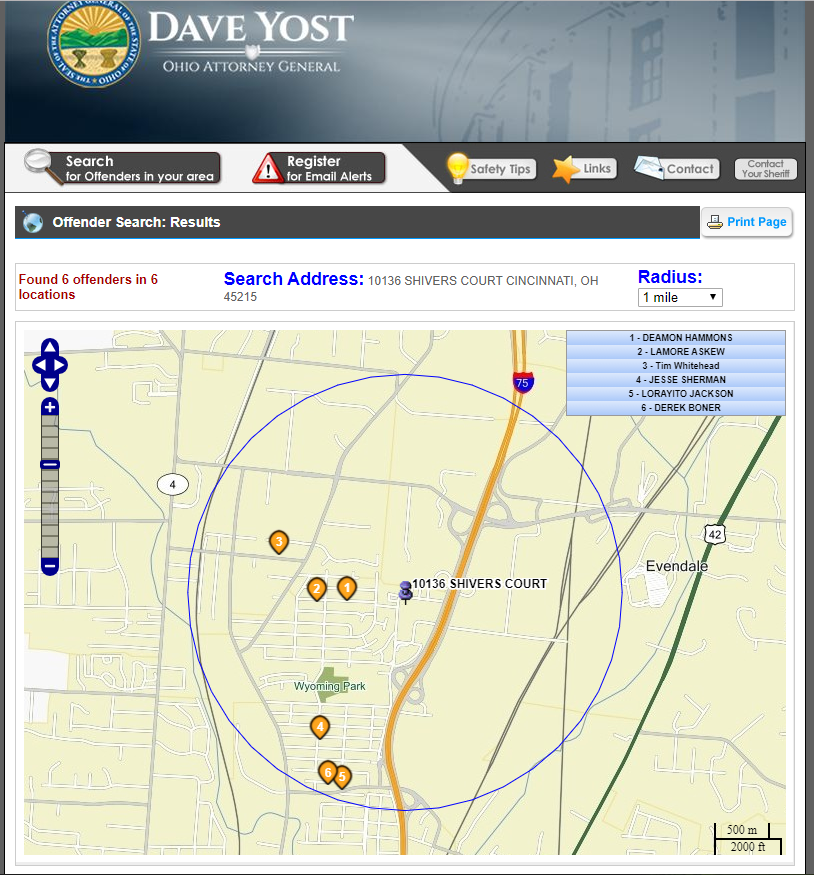 DAVE YOST
OHIO ATTORNEY GENERAL
THE SEAL OF THE ATTORNEY GENERAL OF THE STATE OF OHIO
Search
for Offenders in your area
Register
for Email Alerts
Safety Tips
Links
Contact
Contact
Your Sheriff
Offender Search: Results
Print Page
Found 6 offenders in 6
locations
Search Address: 10136 SHIVERS COURT CINCINNATI, OH
45215
Radius:
1 mile
1 - DEAMON HAMMONS
2 - LAMORE ASKEW
3 - Tim Whitehead
4 - JESSE SHERMAN
5 - LORAYITO JACKSON
6 - DEREK BONER
75
4
42
3
Evendale
2
1
10136 SHIVERS COURT
Wyoming Park
4
6
5
500 m
2000 ft